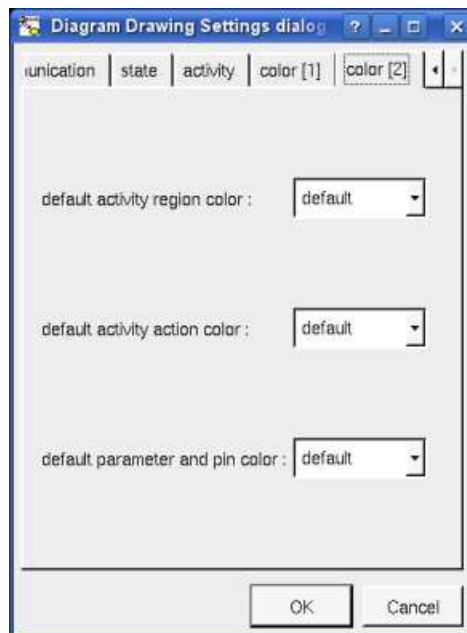 Diagram Drawing Settings dialog ?
unication state activity color [1] color [2]
default activity region color : default
default activity action color : default
default parameter and pin color : default
OK Cancel